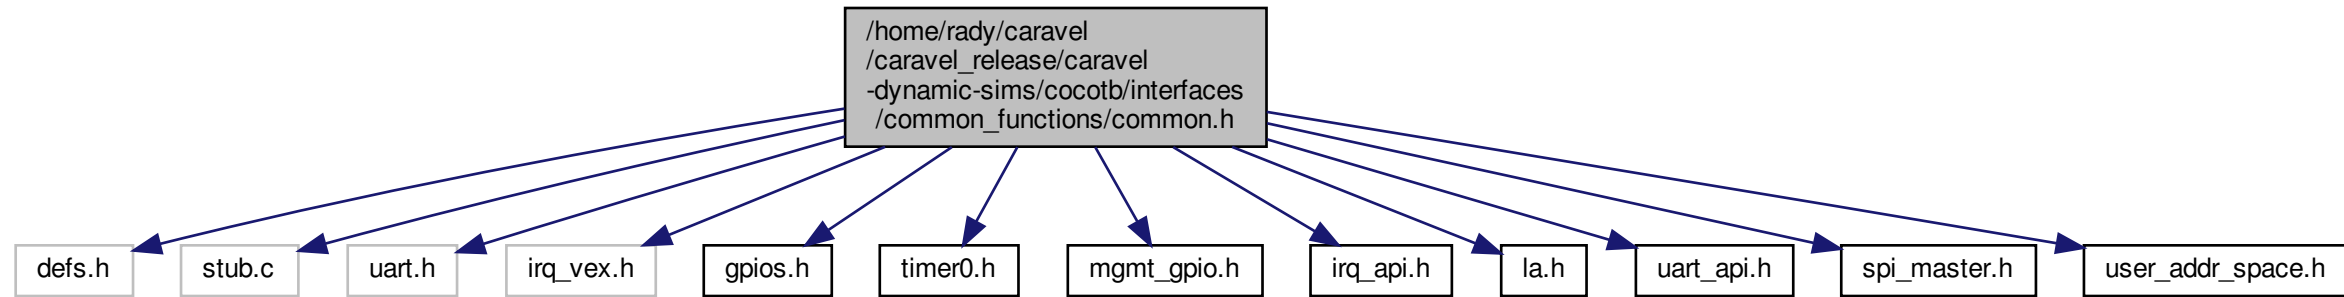 /home/rady/caravel
/caravel_release/caravel
-dynamic-sims/cocotb/interfaces
/common_functions/common.h
defs.h
stub.c
uart.h
irq_vex.h
gpios.h
timer0.h
mgmt_gpio.h
irq_api.h
la.h
uart_api.h
spi_master.h
user_addr_space.h